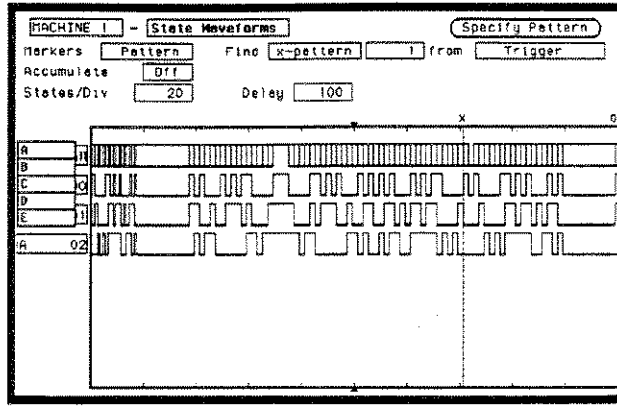 MACHINE 1 - State Waveforms Specify Pattern
Markers Pattern Find x-pattern 1 from Trigger
Accumulate Off
States/Div 20 Delay 100
X O
A
B
C
D
E
A 02